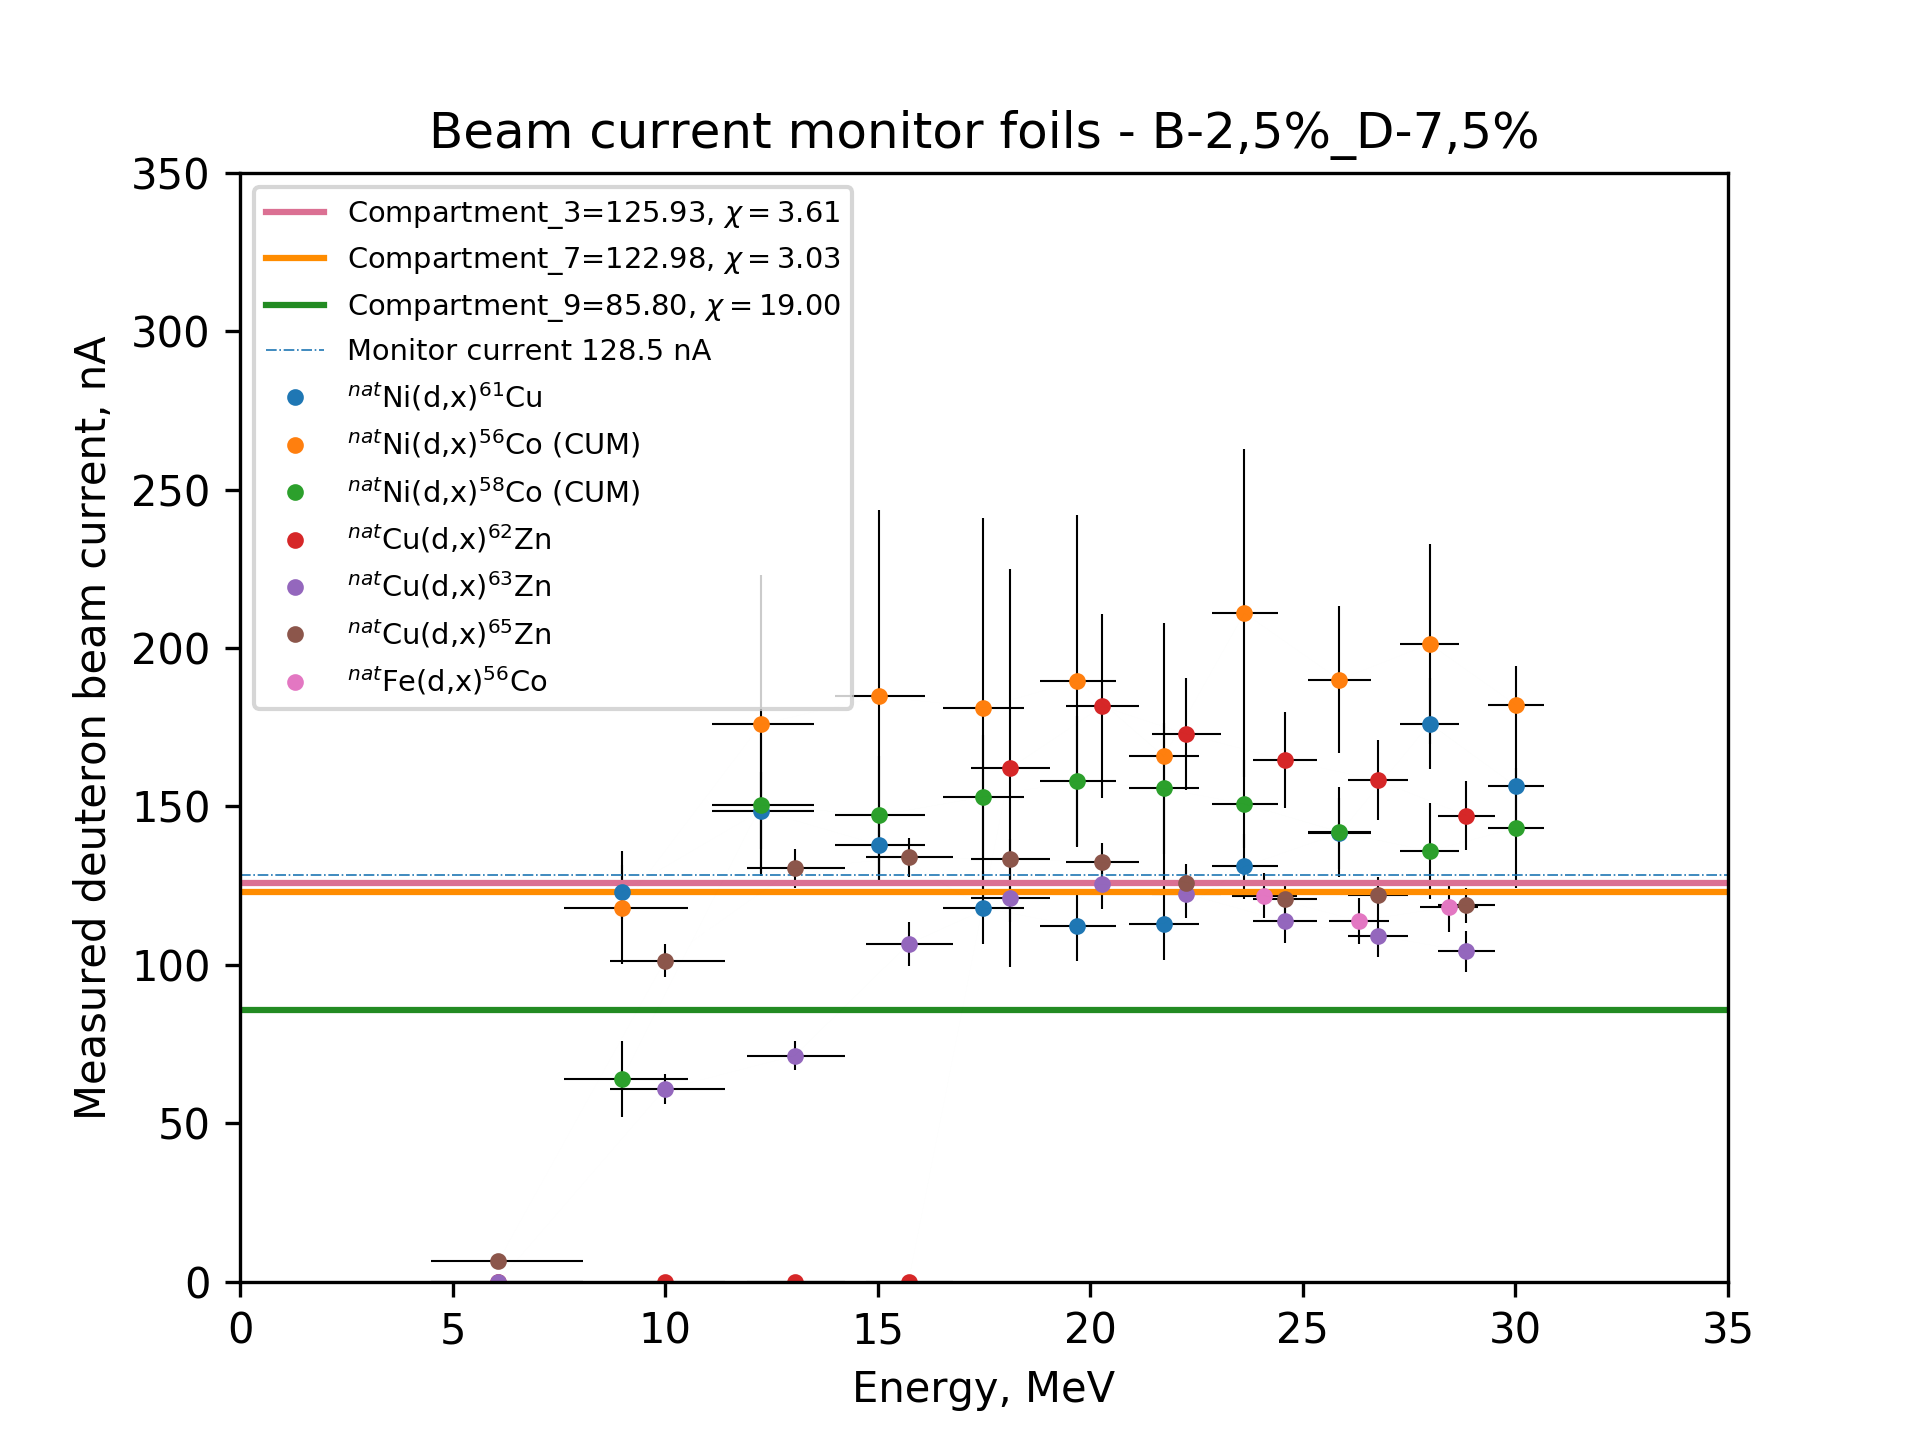 Beam current monitor foils - B-2,5%_D-7,5%
Measured deuteron beam current, nA
350
300
250
200
150
100
50
0
Compartment_3=125.93, χ = 3.61
Compartment_7=122.98, χ = 3.03
Compartment_9=85.80, χ = 19.00
Monitor current 128.5 nA
ⁿᵃᵗNi(d,x)⁶¹Cu
ⁿᵃᵗNi(d,x)⁵⁶Co (CUM)
ⁿᵃᵗNi(d,x)⁵⁸Co (CUM)
ⁿᵃᵗCu(d,x)⁶²Zn
ⁿᵃᵗCu(d,x)⁶³Zn
ⁿᵃᵗCu(d,x)⁶⁵Zn
ⁿᵃᵗFe(d,x)⁵⁶Co
0 5 10 15 20 25 30 35
Energy, MeV